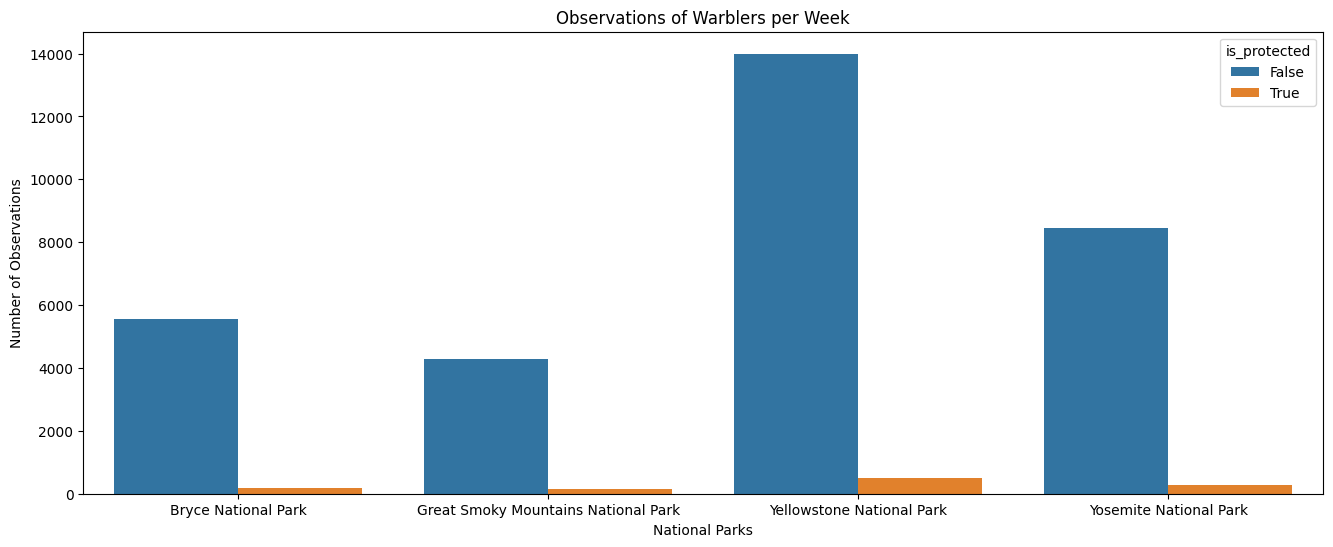 Observations of Warblers per Week
is_protected
False
True
Number of Observations
14000
12000
10000
8000
6000
4000
2000
0
Bryce National Park
Great Smoky Mountains National Park
Yellowstone National Park
Yosemite National Park
National Parks